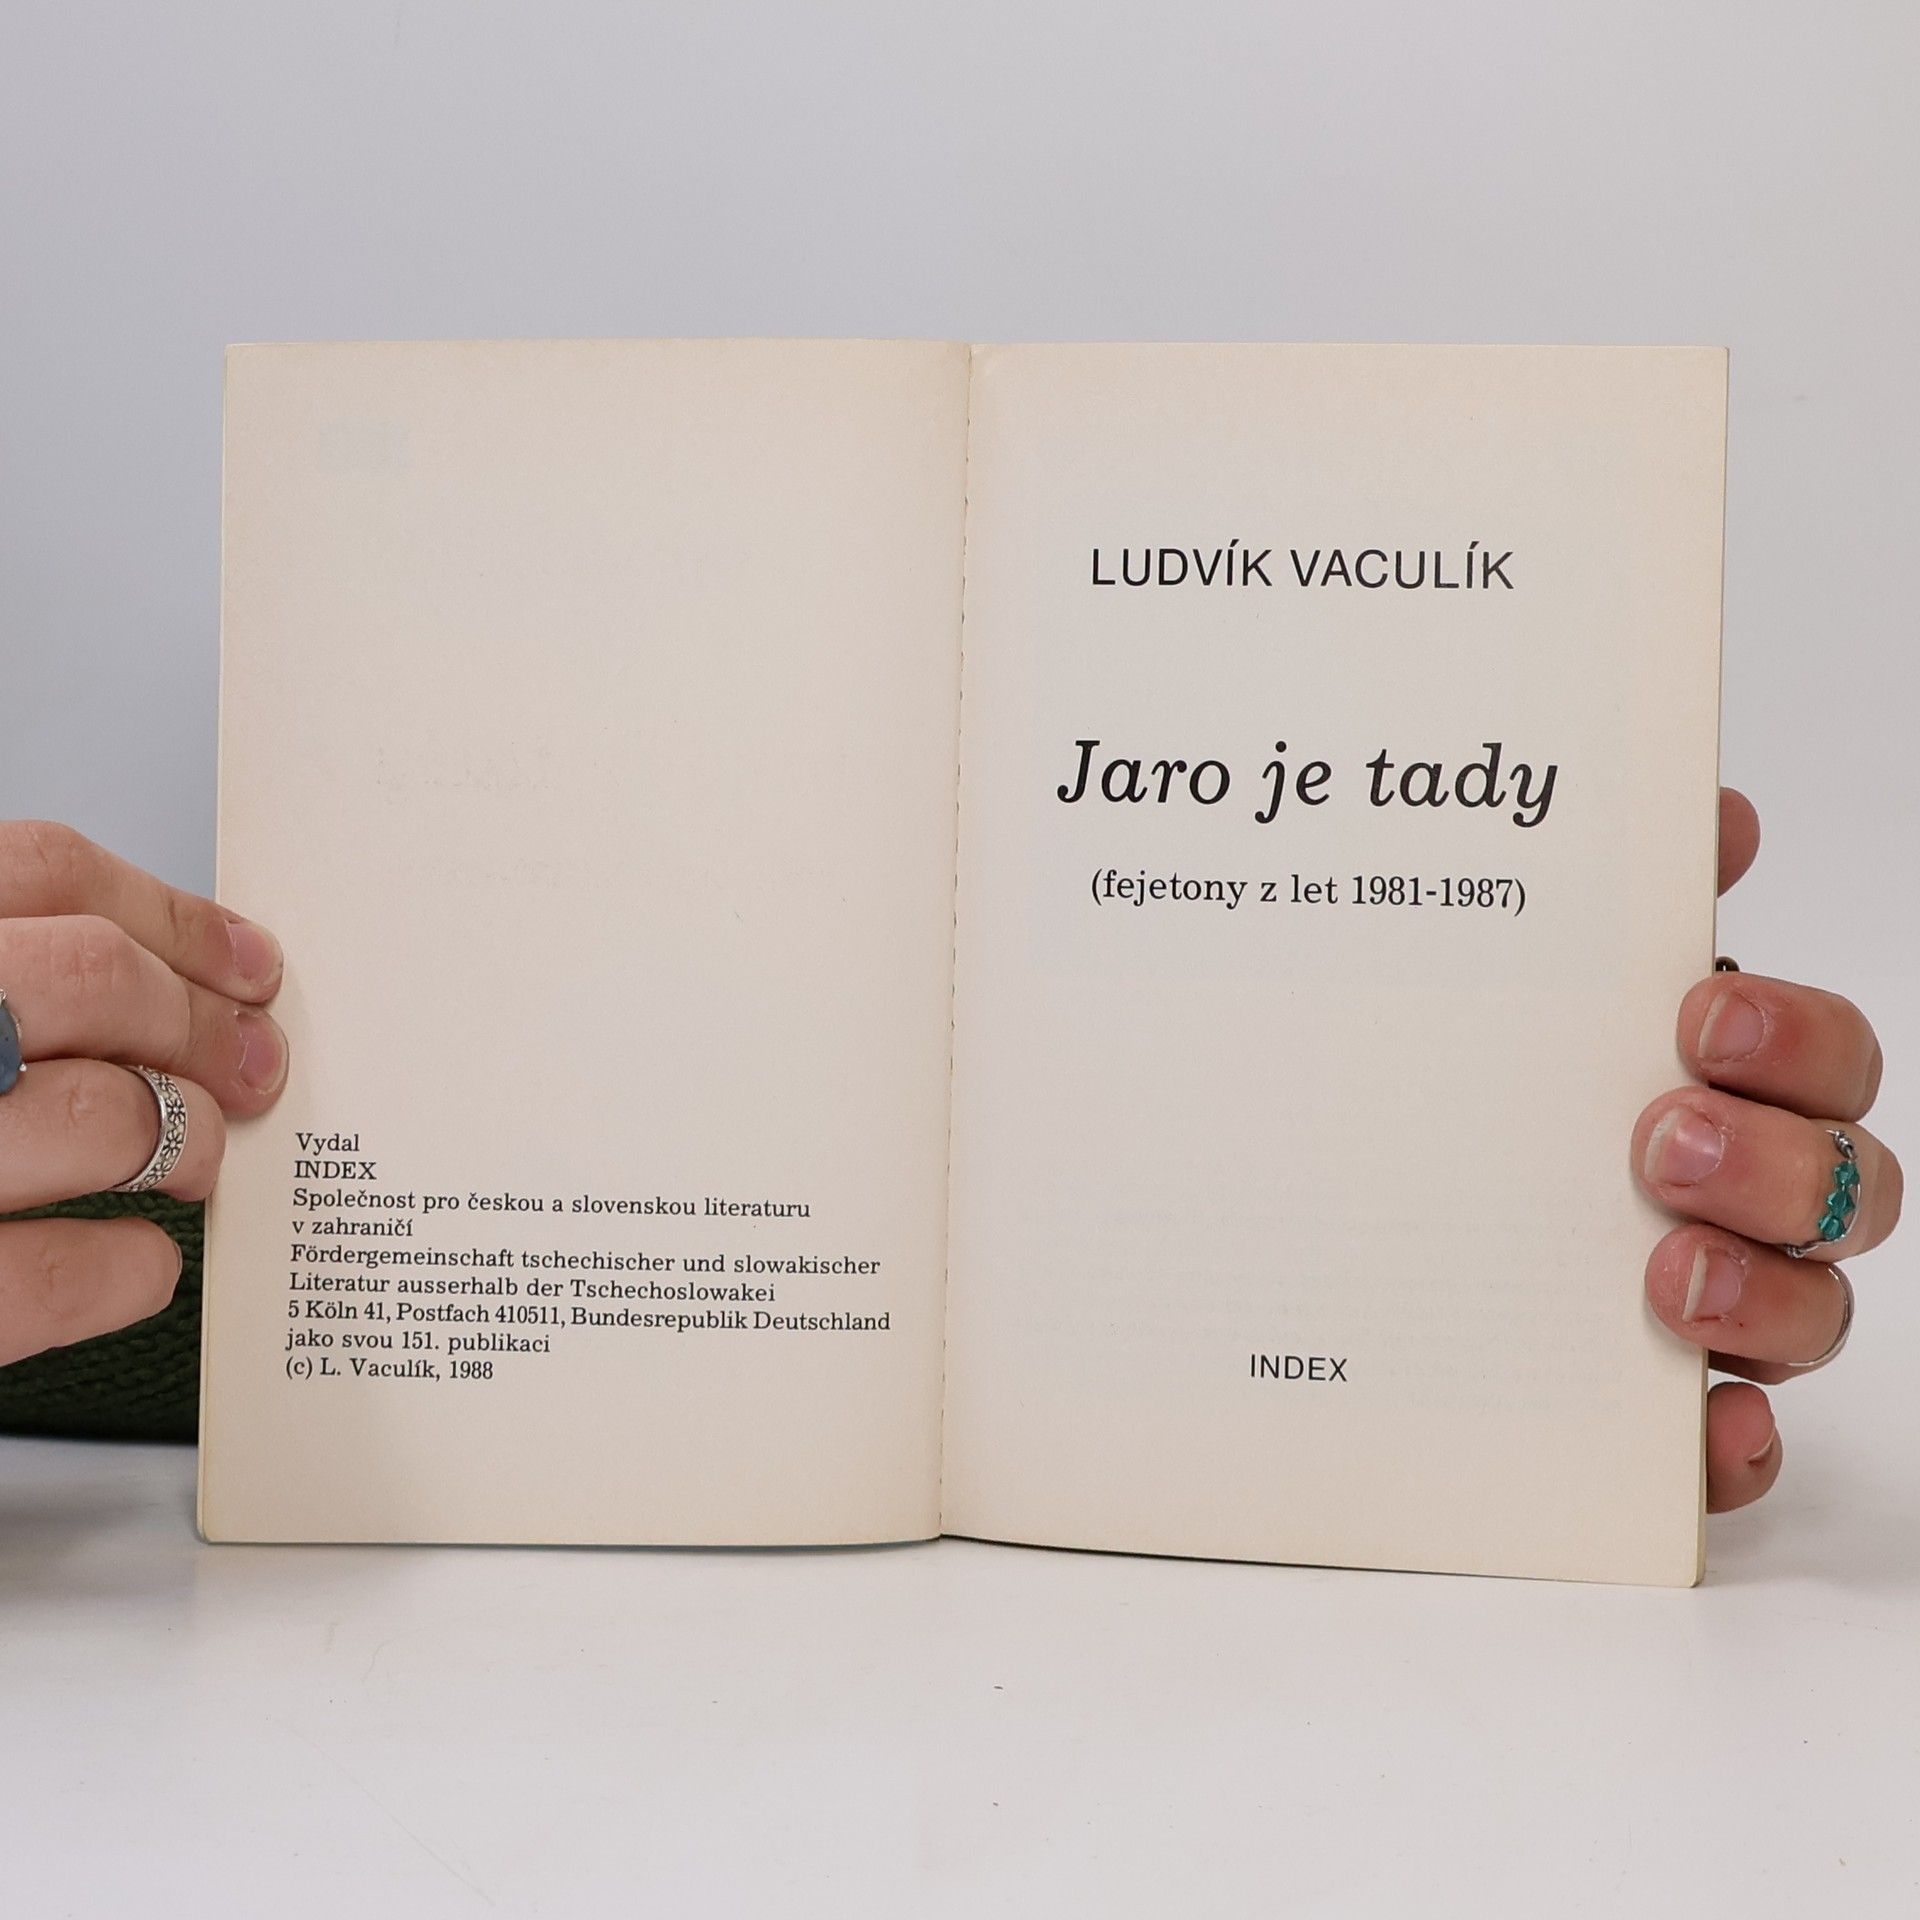 Vydal
INDEX
Společnost pro českou a slovenskou literaturu
v zahraničí
Fördergemeinschaft tschechischer und slowakischer
Literatur ausserhalb der Tschechoslowakei
5 Köln 41, Postfach 410511, Bundesrepublik Deutschland
jako svou 151. publikaci
(c) L. Vaculík, 1988
LUDVÍK VACULÍK
Jaro je tady
(fejetony z let 1981-1987)
INDEX